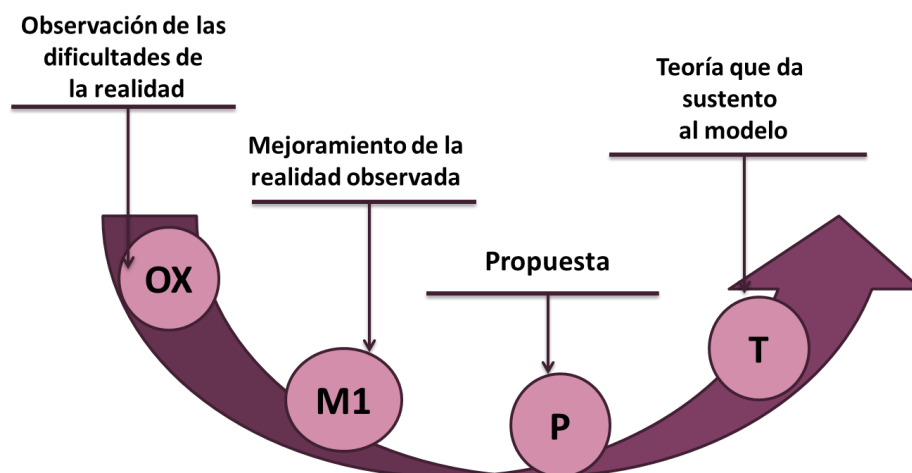 Observación de las
dificultades de
la realidad
OX
Mejoramiento de la
realidad observada
M1
Propuesta
P
Teoría que da
sustento
al modelo
T